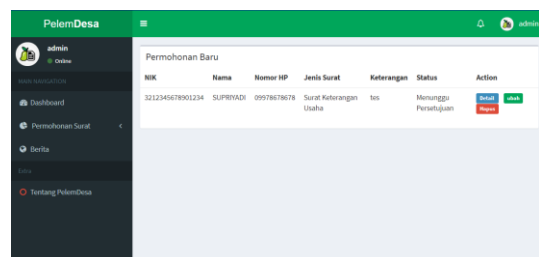 PelemDesa
admin
admin
Online
MAIN NAVIGATION
Dashboard
Permohonan Surat
Berita
Extra
Tentang PelemDesa
Permohonan Baru
NIK Nama Nomor HP Jenis Surat Keterangan Status Action
3212345678901234 SUPRIYADI 09978678678 Surat Keterangan Usaha tes Menunggu Persetujuan Detail ubah Hapus